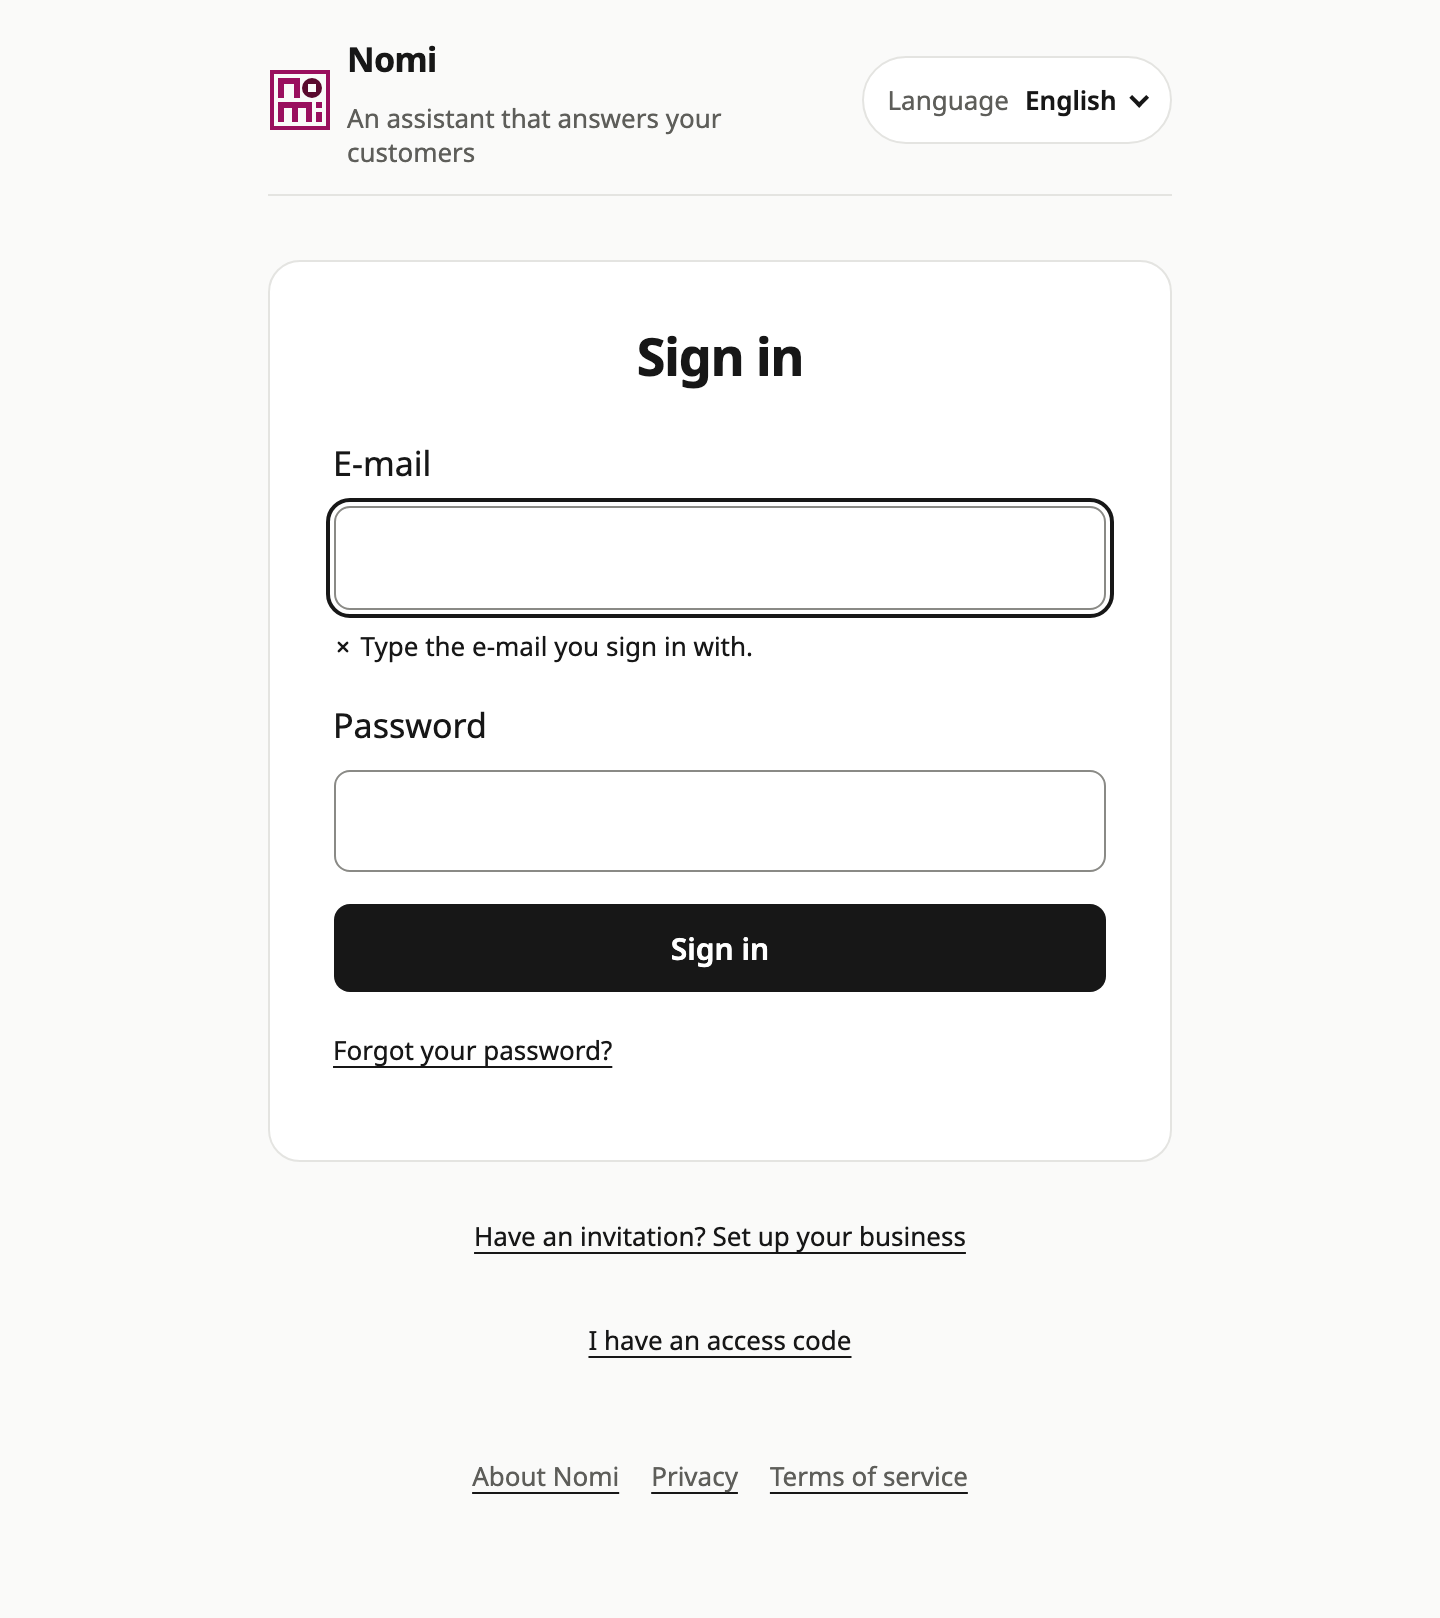 nomi
Nomi
An assistant that answers your
customers
Language English
Sign in
E-mail
× Type the e-mail you sign in with.
Password
Sign in
Forgot your password?
Have an invitation? Set up your business
I have an access code
About Nomi Privacy Terms of service